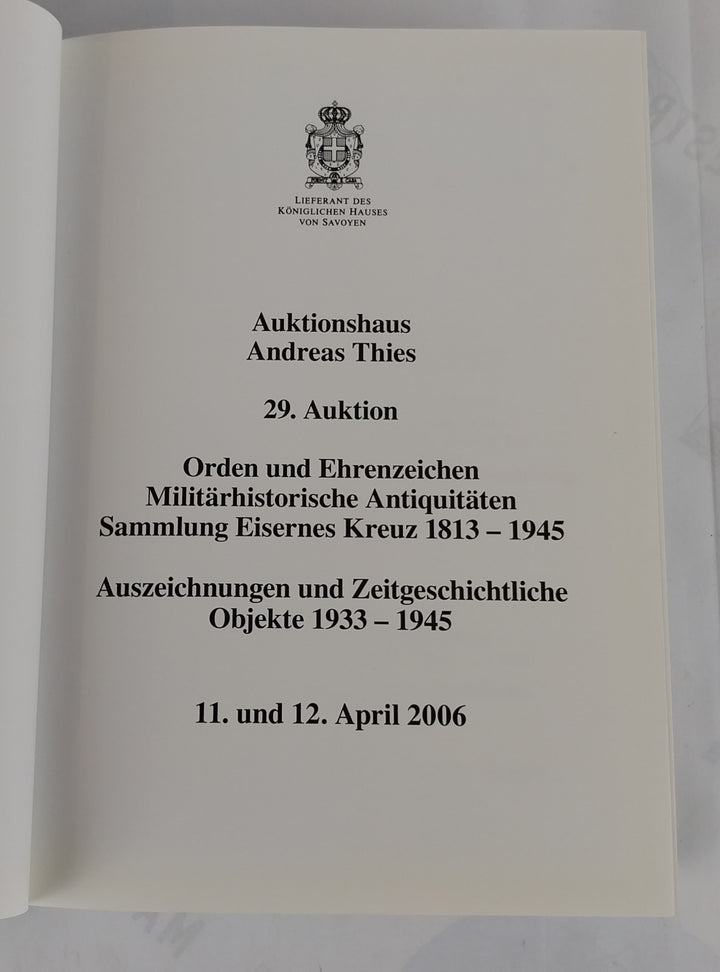 LIEFERANT DES
KÖNIGLICHEN HAUSES
VON SAVOYEN
Auktionshaus
Andreas Thies
29. Auktion
Orden und Ehrenzeichen
Militärhistorische Antiquitäten
Sammlung Eisernes Kreuz 1813 – 1945
Auszeichnungen und Zeitgeschichtliche
Objekte 1933 – 1945
11. und 12. April 2006